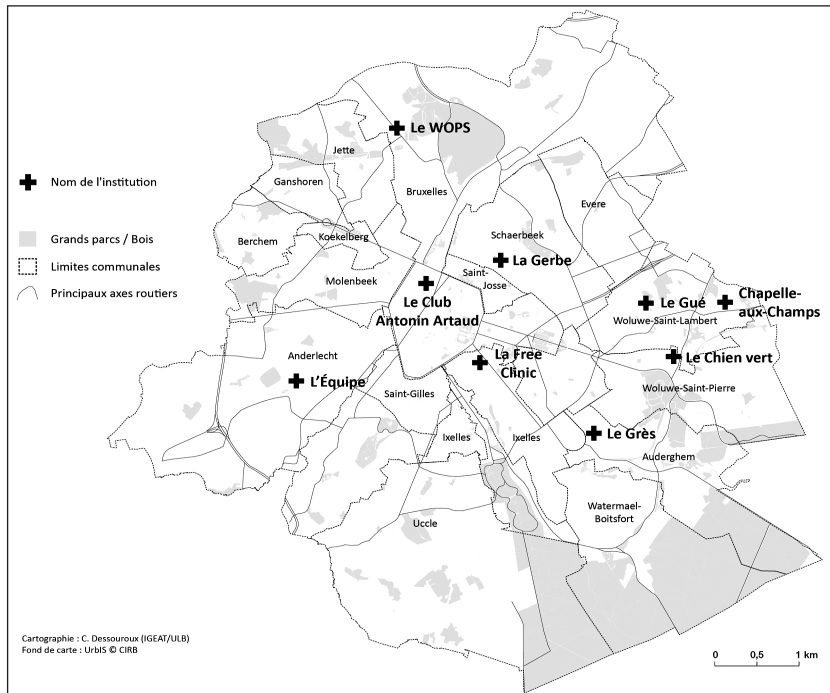 Le WOPS
Jette
Nom de l'institution
Ganshoren
Bruxelles
Evere
Schaerbeek
Grands parcs / Bois
Koekelberg
Berchem
La Gerbe
Limites communales
Saint-
Josse
Molenbeek
Principaux axes routiers
Le Club
Antonin Artaud
Le Gué
Chapelle-
aux-Champs
Woluwe-Saint-Lambert
Anderlecht
La Free
Clinic
Le Chien vert
L'Équipe
Saint-Gilles
Woluwe-Saint-Pierre
Ixelles
Ixelles
Le Grès
Auderghem
Watermael-
Boitsfort
Uccle
Cartographie : C. Dessouroux (IGEAT/ULB)
Fond de carte : UrbIS © CIRB
0 0,5 1 km